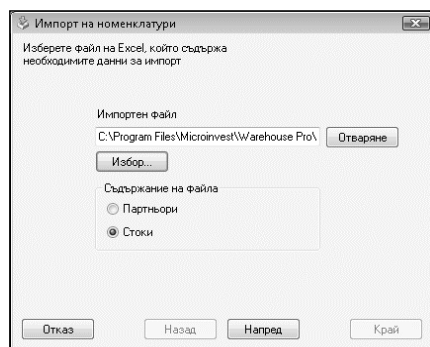 Импорт на номенклатури
Изберете файл на Excel, който съдържа
необходимите данни за импорт
Импортен файл
C:\Program Files\Microinvest\Warehouse Pro\
Отваряне
Избор...
Съдържание на файла
Партньори
Стоки
Отказ
Назад
Напред
Край